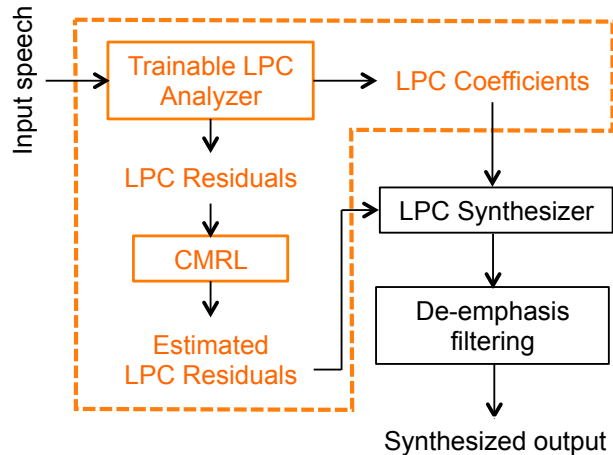 Input speech
Trainable LPC
Analyzer
LPC Coefficients
LPC Residuals
LPC Synthesizer
CMRL
De-emphasis
filtering
Estimated
LPC Residuals
Synthesized output